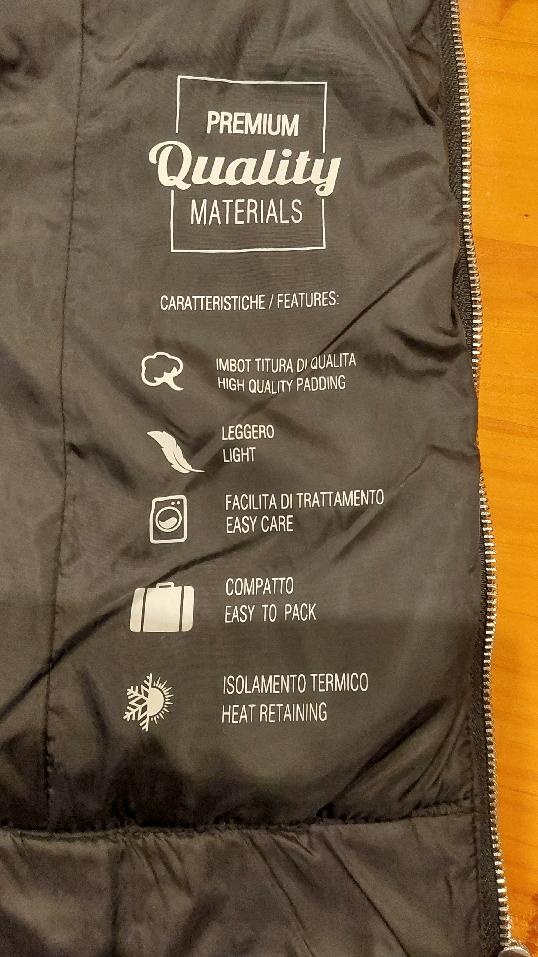 PREMIUM
Quality
MATERIALS
CARATTERISTICHE / FEATURES:
IMBOT TITURA DI QUALITA
HIGH QUALITY PADDING
LEGGERO
LIGHT
FACILITA DI TRATTAMENTO
EASY CARE
COMPATTO
EASY TO PACK
ISOLAMENTO TERMICO
HEAT RETAINING